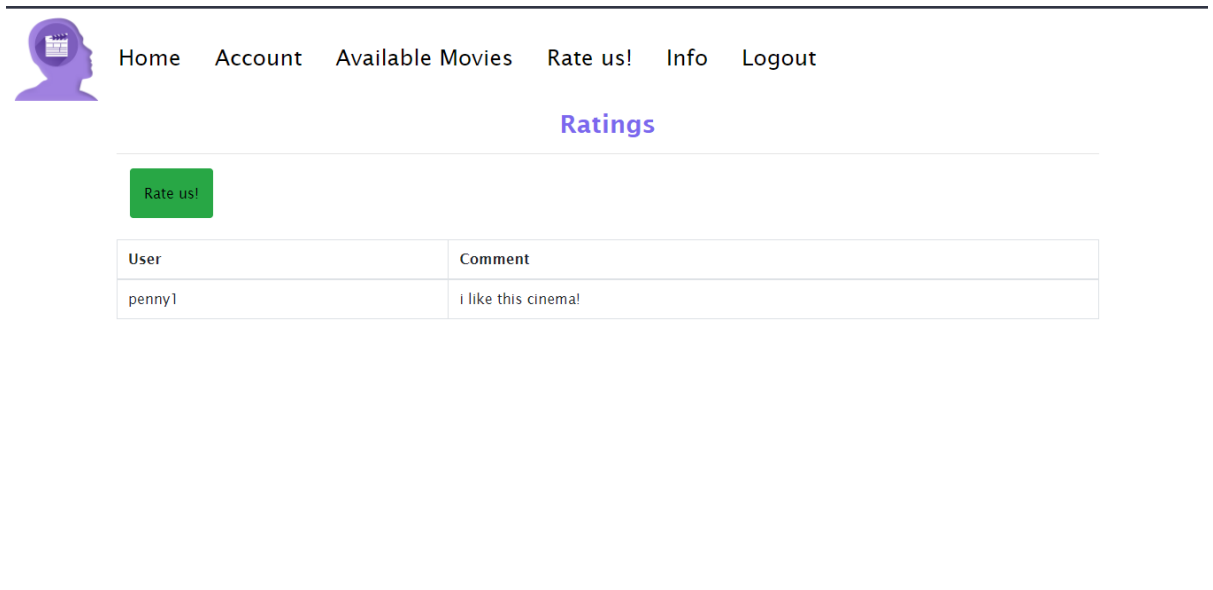 Home Account Available Movies Rate us! Info Logout
Ratings
Rate us!
User Comment
penny1 i like this cinema!